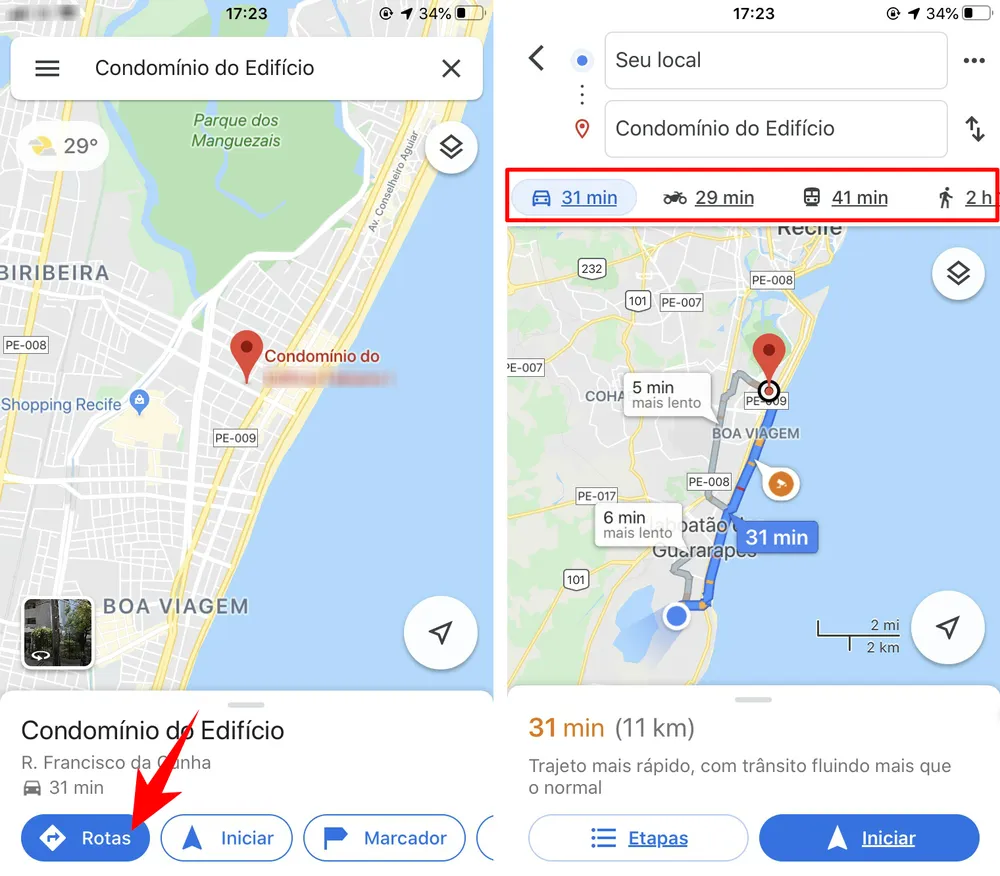 17:23
34%
Condomínio do Edifício
29°
Parque dos
Manguezais
Av. Conselheiro Aguiar
BIRIBEIRA
PE-008
Condomínio do
Shopping Recife
PE-009
BOA VIAGEM
Condomínio do Edifício
R. Francisco da Cunha
31 min
Rotas
Iniciar
Marcador
17:23
34%
Seu local
Condomínio do Edifício
31 min
29 min
41 min
2 h
Recife
232
PE-008
101
PE-007
PE-007
COHA
5 min
mais lento
PE-009
BOA VIAGEM
PE-008
PE-017
6 min
mais lento
Jaboatão d
Guararapes
31 min
101
2 mi
2 km
31 min (11 km)
Trajeto mais rápido, com trânsito fluindo mais que
o normal
Etapas
Iniciar